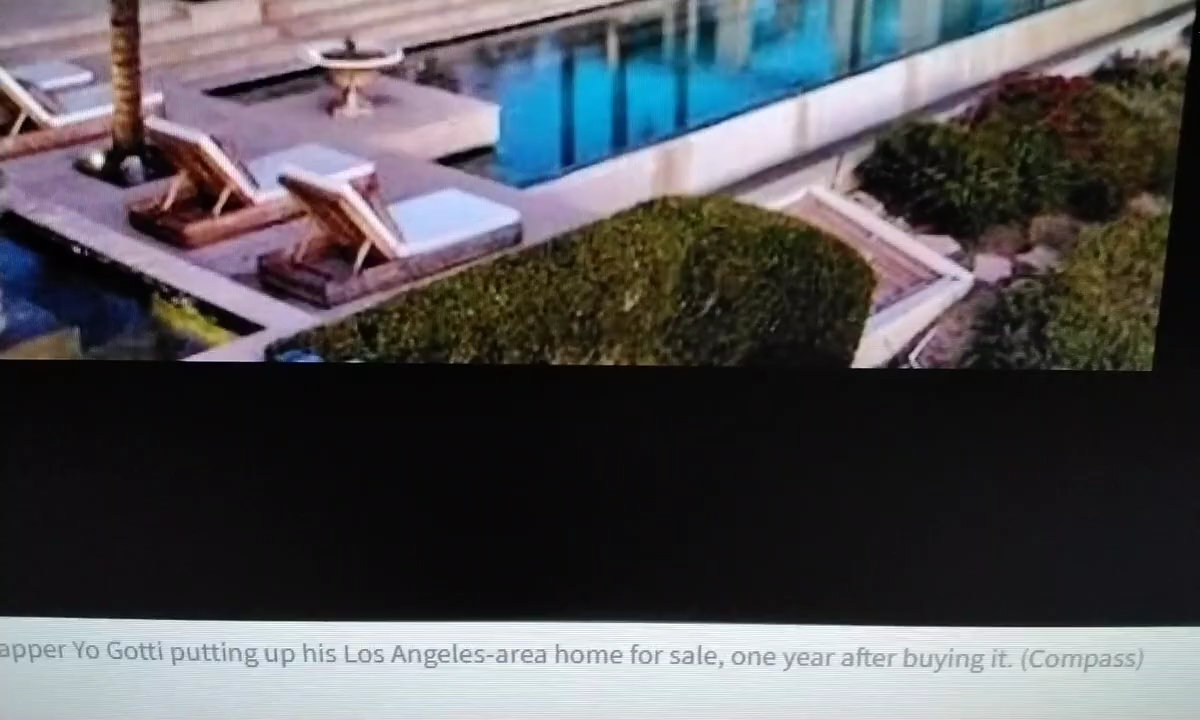 apper Yo Gotti putting up his Los Angeles-area home for sale, one year after buying it. (Compass)